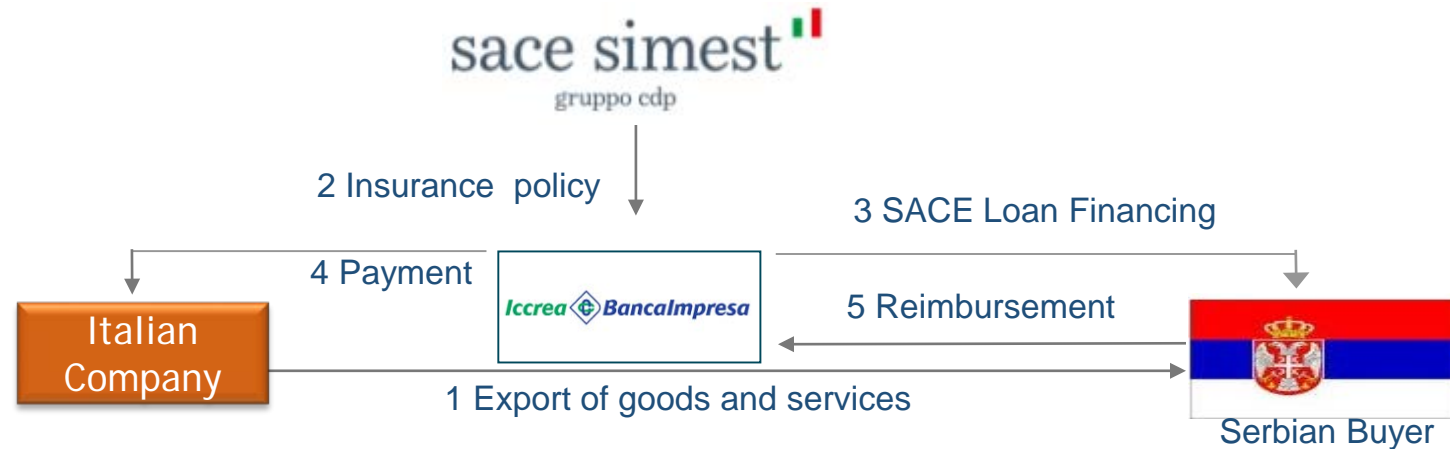 sace simest
gruppo cdp
2 Insurance policy
3 SACE Loan Financing
4 Payment
Iccrea BancaImpresa
5 Reimbursement
Italian
Company
1 Export of goods and services
Serbian Buyer